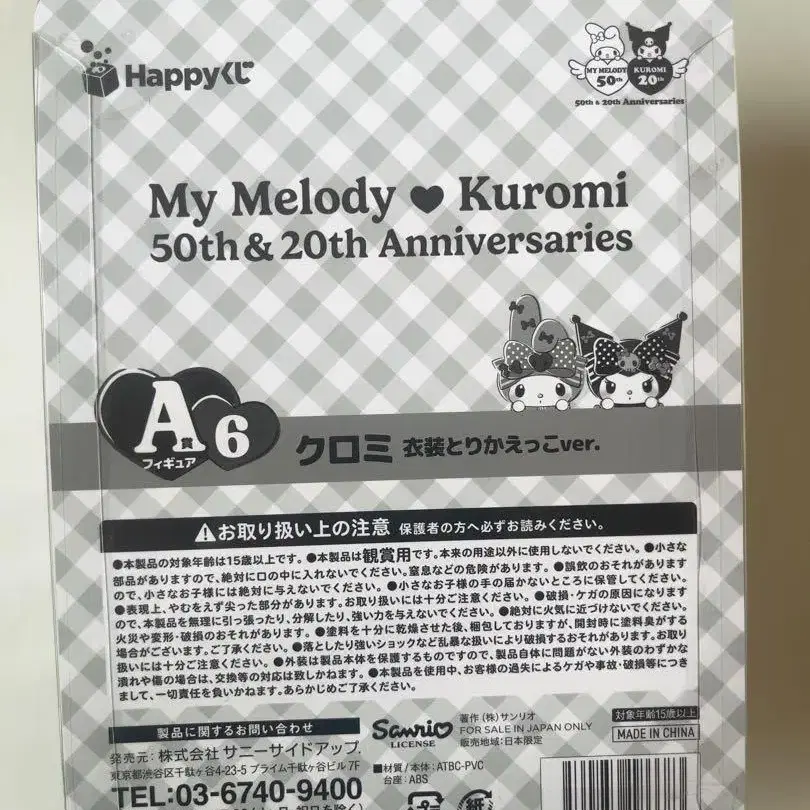 Happyくじ
MY MELODY 50th KUROMI 20th
50th & 20th Anniversaries
My Melody ♥ Kuromi
50th & 20th Anniversaries
A賞 6
フィギュア
クロミ 衣装とりかえっこver.
⚠お取り扱い上の注意 保護者の方へ必ずお読みください。
●本製品の対象年齢は15歳以上です。●本製品は観賞用です。本来の用途以外に使用しないでください。●小さな
部品がありますので、絶対に口の中に入れないでください。窒息などの危険があります。●誤飲のおそれがあります
ので、小さなお子様には絶対に与えないでください。●小さなお子様の手の届かないところに保管してください。
●表現上、やむをえず尖った部分があります。お取り扱いには十分ご注意ください。●破損・ケガの原因になります
ので、本製品を無理に引っ張ったり、分解したり、強い力を与えないでください。●絶対に火気に近づけないでください。
火災や変形・破損のおそれがあります。●塗料を十分に乾燥させた後、梱包しておりますが、開封時に塗料臭がする
場合がございます。ご了承ください。●落としたり強いショックなど乱暴な扱いにより破損するおそれがあります。お取り
扱いには十分ご注意ください。●外装は製品本体を保護するものですので、製品自体に問題がない外装のわずかな
潰れや傷の場合は、交換等の対応は致しかねます。●本製品を使用中、お客様の過失によるケガや事故・破損等につき
まして、一切責任を負いかねます。あらかじめご了承ください。
製品に関するお問い合わせ
発売元：株式会社 サニーサイドアップ
東京都渋谷区千駄ヶ谷4-23-5 プライム千駄ヶ谷ビル 7F
TEL:03-6740-9400
Sanrio
LICENSE
著作（株）サンリオ
FOR SALE IN JAPAN ONLY
販売地域：日本限定
対象年齢15歳以上
MADE IN CHINA
■材質／本体：ATBC-PVC
台座：ABS
紙